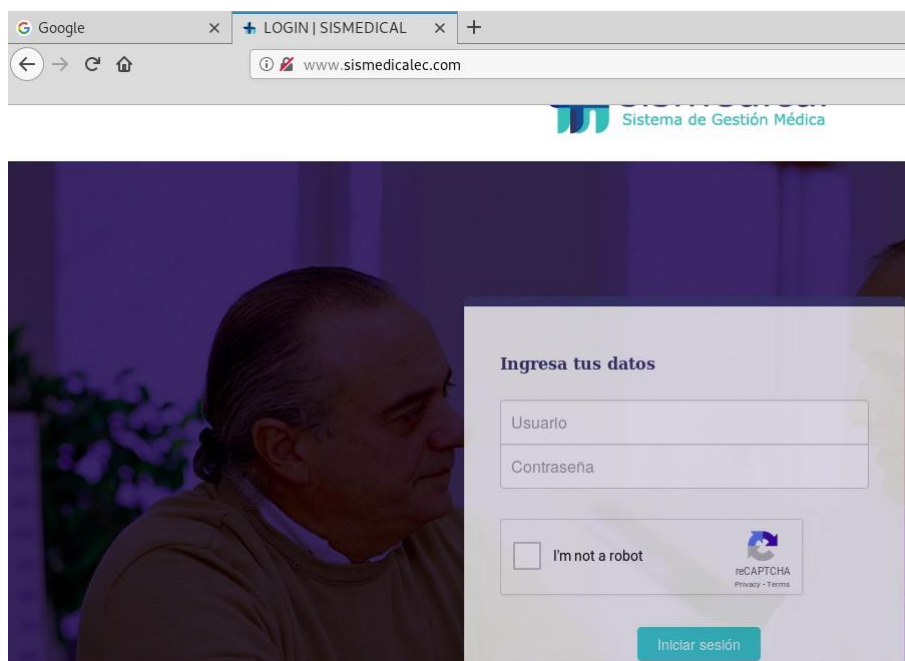 Google
LOGIN | SISMEDICAL
www.sismedicalec.com
Sistema de Gestión Médica
Ingresa tus datos
Usuario
Contraseña
I'm not a robot
reCAPTCHA
Privacy - Terms
Iniciar sesión